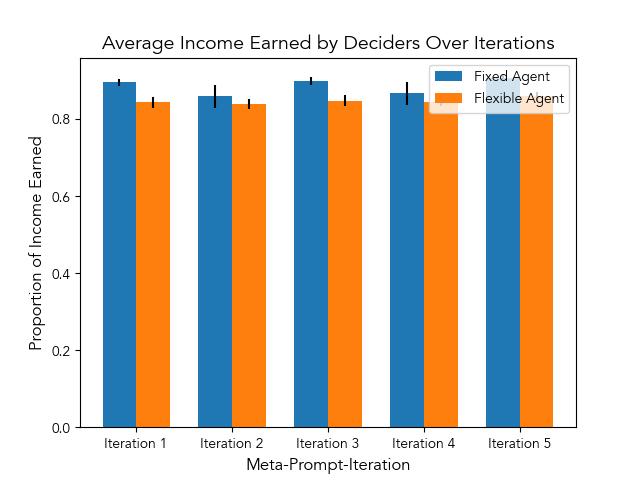 Average Income Earned by Deciders Over Iterations
Fixed Agent
Flexible Agent
Proportion of Income Earned
0.8
0.6
0.4
0.2
0.0
Iteration 1
Iteration 2
Iteration 3
Iteration 4
Iteration 5
Meta-Prompt-Iteration